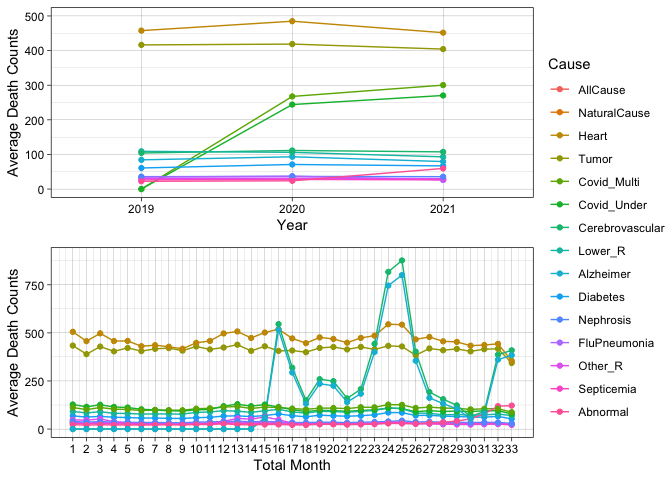 500
400
300
200
100
0
Average Death Counts
2019 2020 2021
Year
750
500
250
0
Average Death Counts
1 2 3 4 5 6 7 8 9 10 11 12 13 14 15 16 17 18 19 20 21 22 23 24 25 26 27 28 29 30 31 32 33
Total Month
Cause
AllCause
NaturalCause
Heart
Tumor
Covid_Multi
Covid_Under
Cerebrovascular
Lower_R
Alzheimer
Diabetes
Nephrosis
FluPneumonia
Other_R
Septicemia
Abnormal